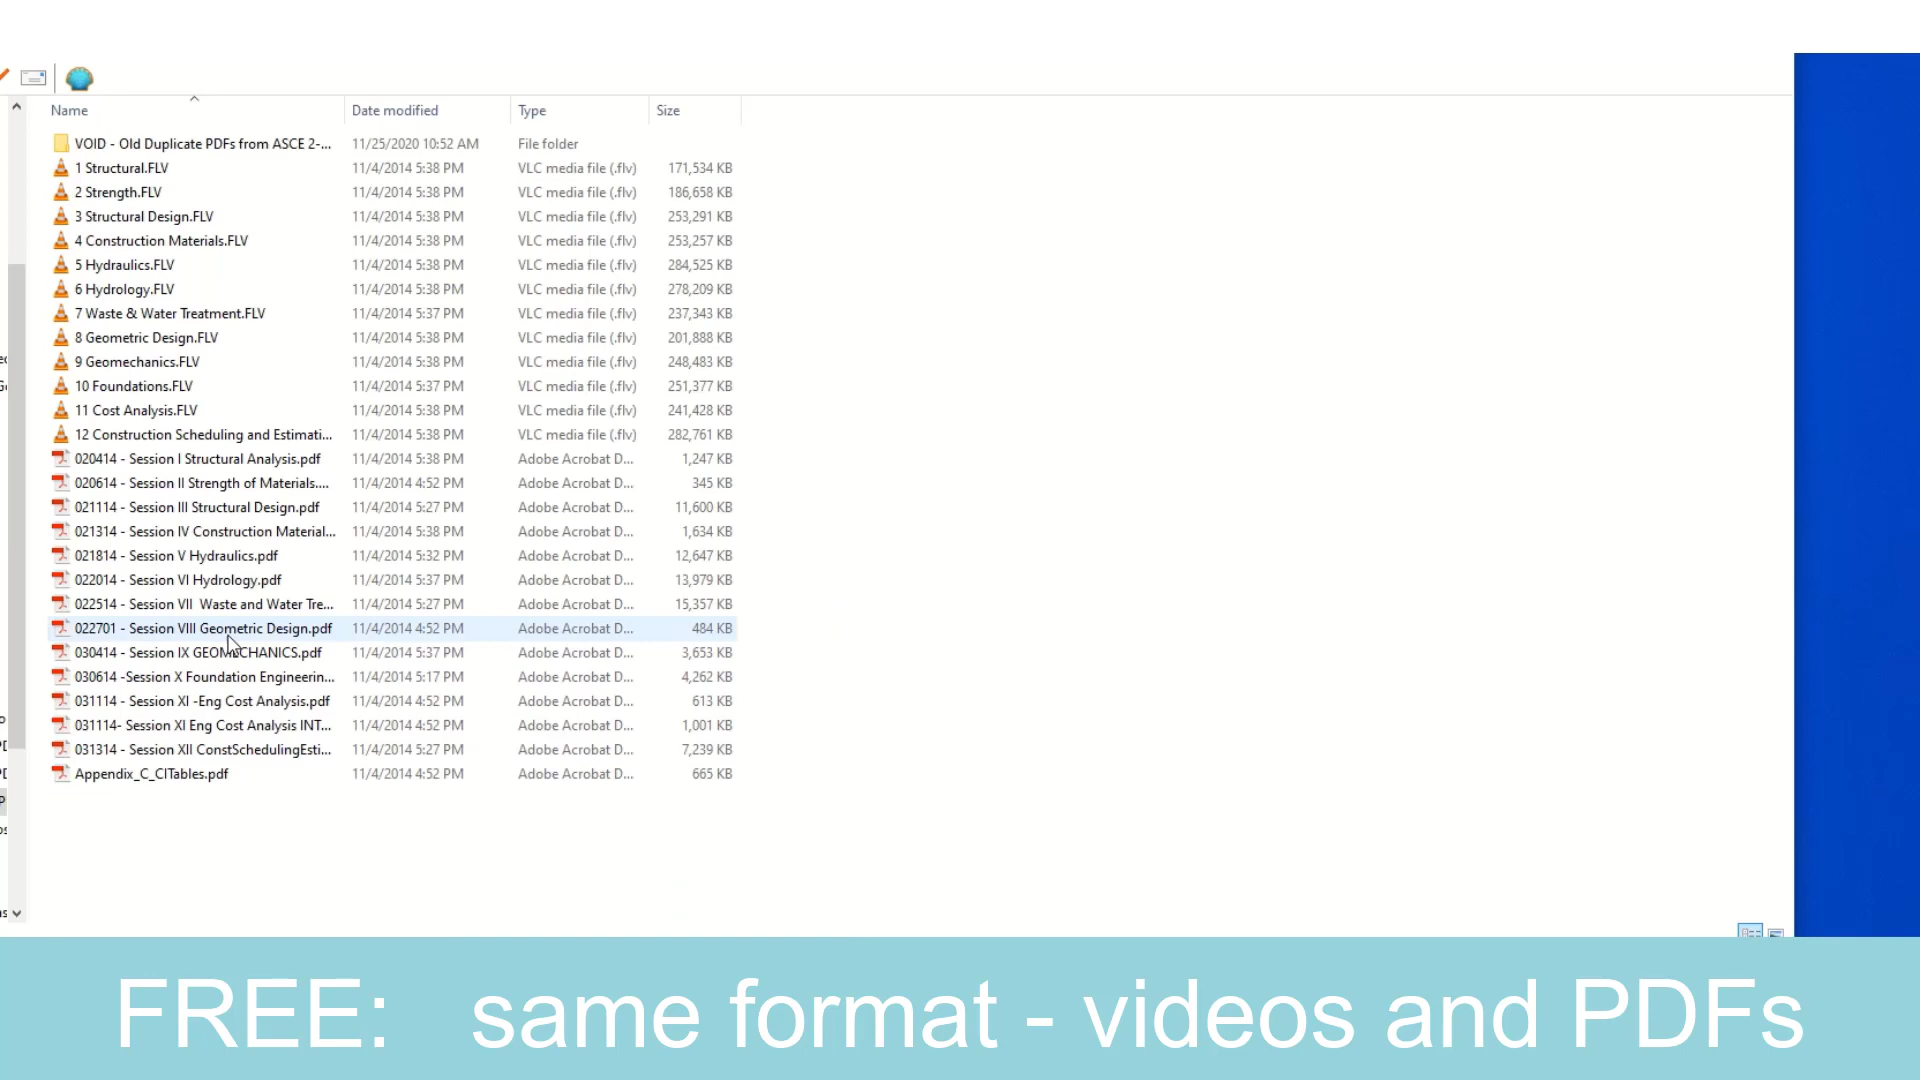 Name Date modified Type Size
VOID - Old Duplicate PDFs from ASCE 2-... 11/25/2020 10:52 AM File folder
1 Structural.FLV 11/4/2014 5:38 PM VLC media file (.flv) 171,534 KB
2 Strength.FLV 11/4/2014 5:38 PM VLC media file (.flv) 186,658 KB
3 Structural Design.FLV 11/4/2014 5:38 PM VLC media file (.flv) 253,291 KB
4 Construction Materials.FLV 11/4/2014 5:38 PM VLC media file (.flv) 253,257 KB
5 Hydraulics.FLV 11/4/2014 5:38 PM VLC media file (.flv) 284,525 KB
6 Hydrology.FLV 11/4/2014 5:38 PM VLC media file (.flv) 278,209 KB
7 Waste & Water Treatment.FLV 11/4/2014 5:37 PM VLC media file (.flv) 237,343 KB
8 Geometric Design.FLV 11/4/2014 5:38 PM VLC media file (.flv) 201,888 KB
9 Geomechanics.FLV 11/4/2014 5:38 PM VLC media file (.flv) 248,483 KB
10 Foundations.FLV 11/4/2014 5:37 PM VLC media file (.flv) 251,377 KB
11 Cost Analysis.FLV 11/4/2014 5:38 PM VLC media file (.flv) 241,428 KB
12 Construction Scheduling and Estimati... 11/4/2014 5:38 PM VLC media file (.flv) 282,761 KB
020414 - Session I Structural Analysis.pdf 11/4/2014 5:38 PM Adobe Acrobat D... 1,247 KB
020614 - Session II Strength of Materials.... 11/4/2014 4:52 PM Adobe Acrobat D... 345 KB
021114 - Session III Structural Design.pdf 11/4/2014 5:27 PM Adobe Acrobat D... 11,600 KB
021314 - Session IV Construction Material... 11/4/2014 5:38 PM Adobe Acrobat D... 1,634 KB
021814 - Session V Hydraulics.pdf 11/4/2014 5:32 PM Adobe Acrobat D... 12,647 KB
022014 - Session VI Hydrology.pdf 11/4/2014 5:37 PM Adobe Acrobat D... 13,979 KB
022514 - Session VII Waste and Water Tre... 11/4/2014 5:27 PM Adobe Acrobat D... 15,357 KB
022701 - Session VIII Geometric Design.pdf 11/4/2014 4:52 PM Adobe Acrobat D... 484 KB
030414 - Session IX GEOMECHANICS.pdf 11/4/2014 5:37 PM Adobe Acrobat D... 3,653 KB
030614 -Session X Foundation Engineerin... 11/4/2014 5:17 PM Adobe Acrobat D... 4,262 KB
031114 - Session XI -Eng Cost Analysis.pdf 11/4/2014 4:52 PM Adobe Acrobat D... 613 KB
031114- Session XI Eng Cost Analysis INT... 11/4/2014 4:52 PM Adobe Acrobat D... 1,001 KB
031314 - Session XII ConstSchedulingEsti... 11/4/2014 5:27 PM Adobe Acrobat D... 7,239 KB
Appendix_C_CITables.pdf 11/4/2014 4:52 PM Adobe Acrobat D... 665 KB
FREE: same format - videos and PDFs